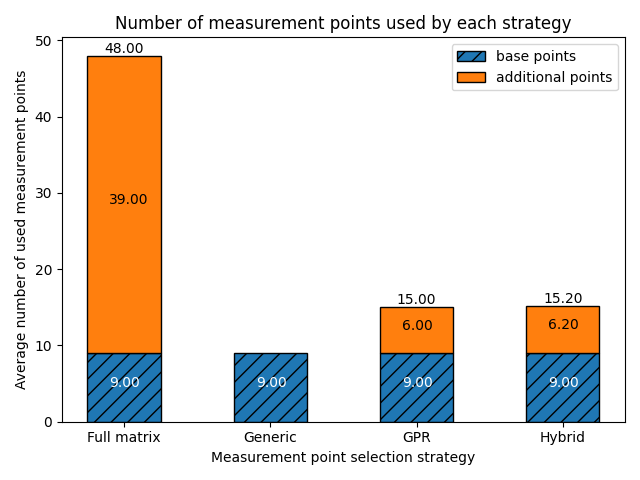 Number of measurement points used by each strategy
Average number of used measurement points
50
40
30
20
10
0
base points
additional points
48.00
39.00
9.00
9.00
15.00
6.00
9.00
15.20
6.20
9.00
Full matrix
Generic
GPR
Hybrid
Measurement point selection strategy